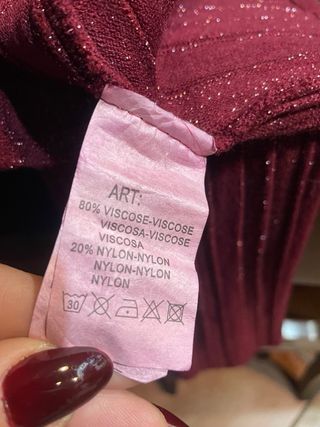 ART:
80% VISCOSE-VISCOSE
VISCOSA-VISCOSE
VISCOSA
20% NYLON-NYLON
NYLON-NYLON
NYLON
30